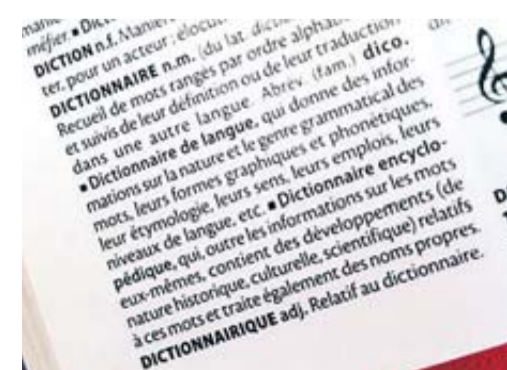 méfier. ■ Dict
DICTION n.f. Manière
ter, pour un acteur ; élocut
DICTIONNAIRE n.m. (du lat. dictio
Recueil de mots rangés par ordre alphab
et suivis de leur définition ou de leur traduction
dans une autre langue. Abrév. (fam.) dico.
■ Dictionnaire de langue, qui donne des infor-
mations sur la nature et le genre grammatical des
mots, leurs formes graphiques et phonétiques,
leur étymologie, leurs sens, leurs emplois, leurs
niveaux de langue, etc. ■ Dictionnaire encyclo-
pédique, qui, outre les informations sur les mots
eux-mêmes, contient des développements (de
nature historique, culturelle, scientifique) relatifs
à ces mots et traite également des noms propres.
DICTIONNAIRIQUE adj. Relatif au dictionnaire.